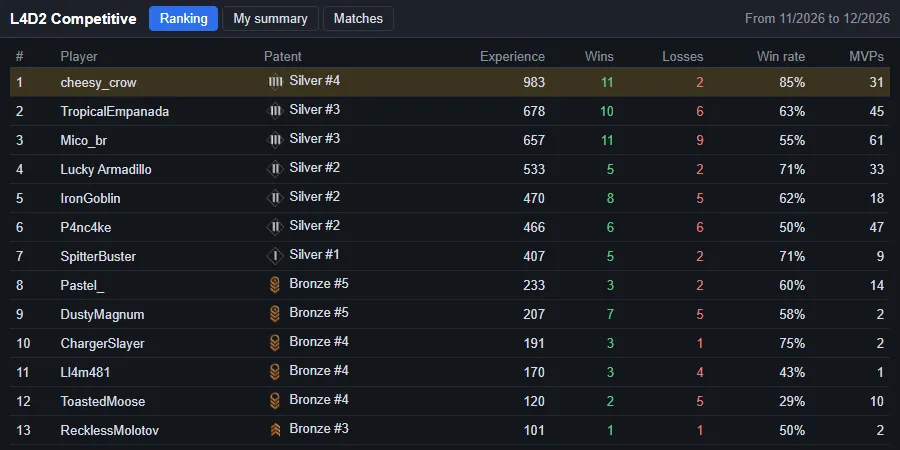 L4D2 Competitive Ranking My summary Matches From 11/2026 to 12/2026
# Player Patent Experience Wins Losses Win rate MVPs
1 cheesy_crow Silver #4 983 11 2 85% 31
2 TropicalEmpanada Silver #3 678 10 6 63% 45
3 Mico_br Silver #3 657 11 9 55% 61
4 Lucky Armadillo Silver #2 533 5 2 71% 33
5 IronGoblin Silver #2 470 8 5 62% 18
6 P4nc4ke Silver #2 466 6 6 50% 47
7 SpitterBuster Silver #1 407 5 2 71% 9
8 Pastel_ Bronze #5 233 3 2 60% 14
9 DustyMagnum Bronze #5 207 7 5 58% 2
10 ChargerSlayer Bronze #4 191 3 1 75% 2
11 Ll4m481 Bronze #4 170 3 4 43% 1
12 ToastedMoose Bronze #4 120 2 5 29% 10
13 RecklessMolotov Bronze #3 101 1 1 50% 2